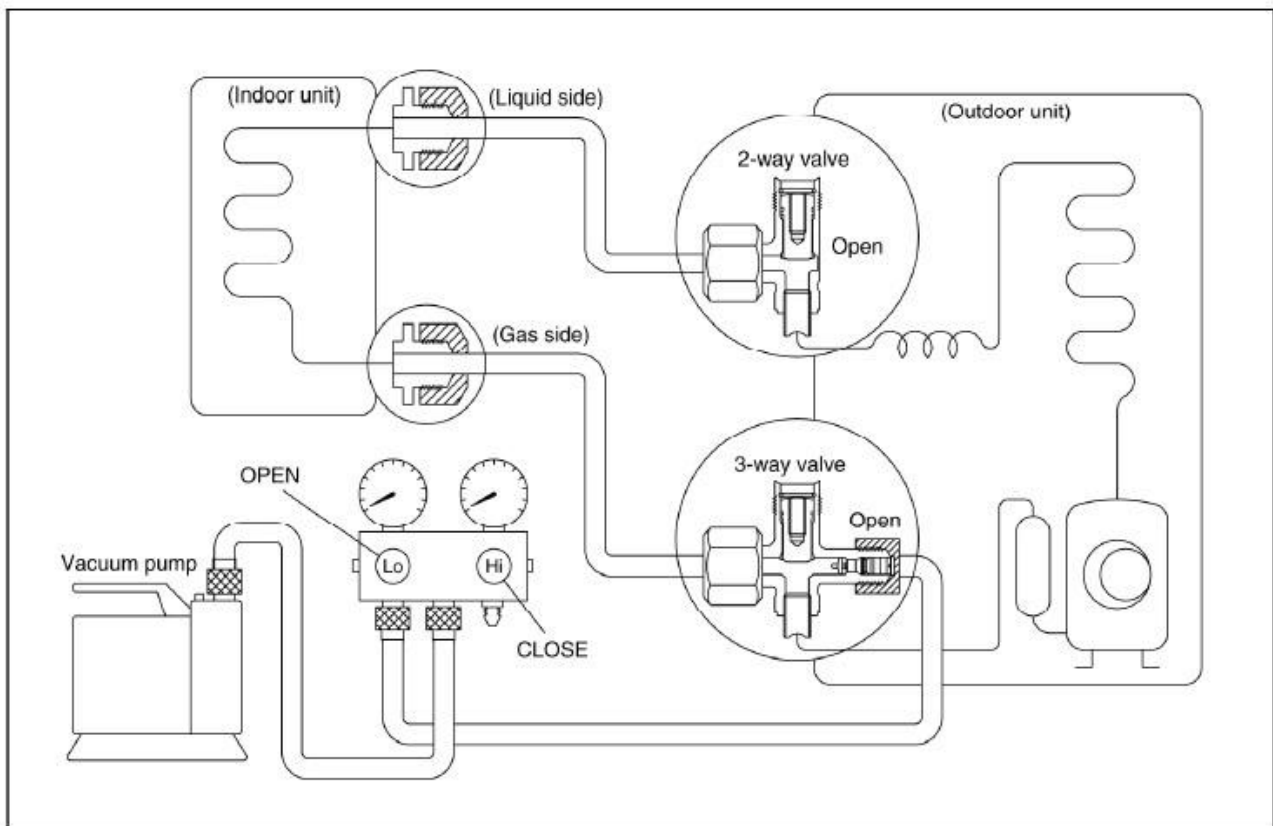 (Indoor unit)
(Liquid side)
(Outdoor unit)
2-way valve
Open
(Gas side)
3-way valve
Open
OPEN
Lo
Hi
Vacuum pump
CLOSE